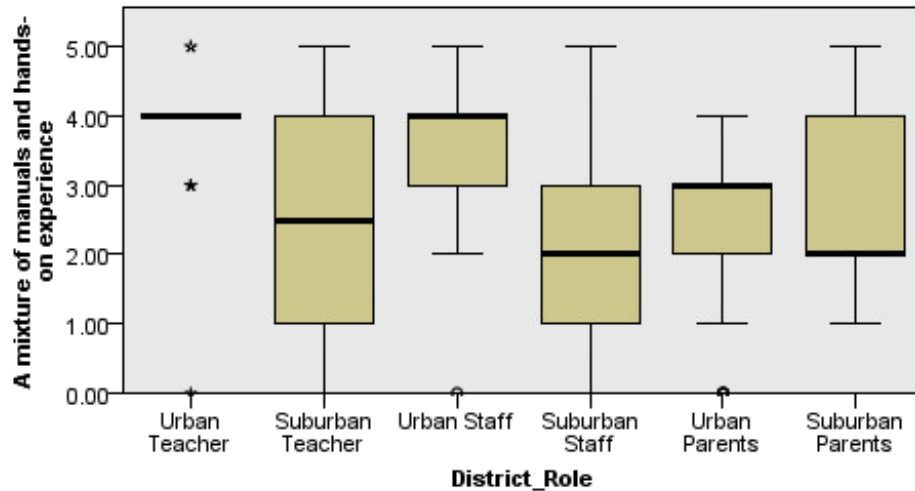 A mixture of manuals and hands-
on experience
5.00
4.00
3.00
2.00
1.00
0.00
Urban
Teacher
Suburban
Teacher
Urban Staff
Suburban
Staff
Urban
Parents
Suburban
Parents
District_Role